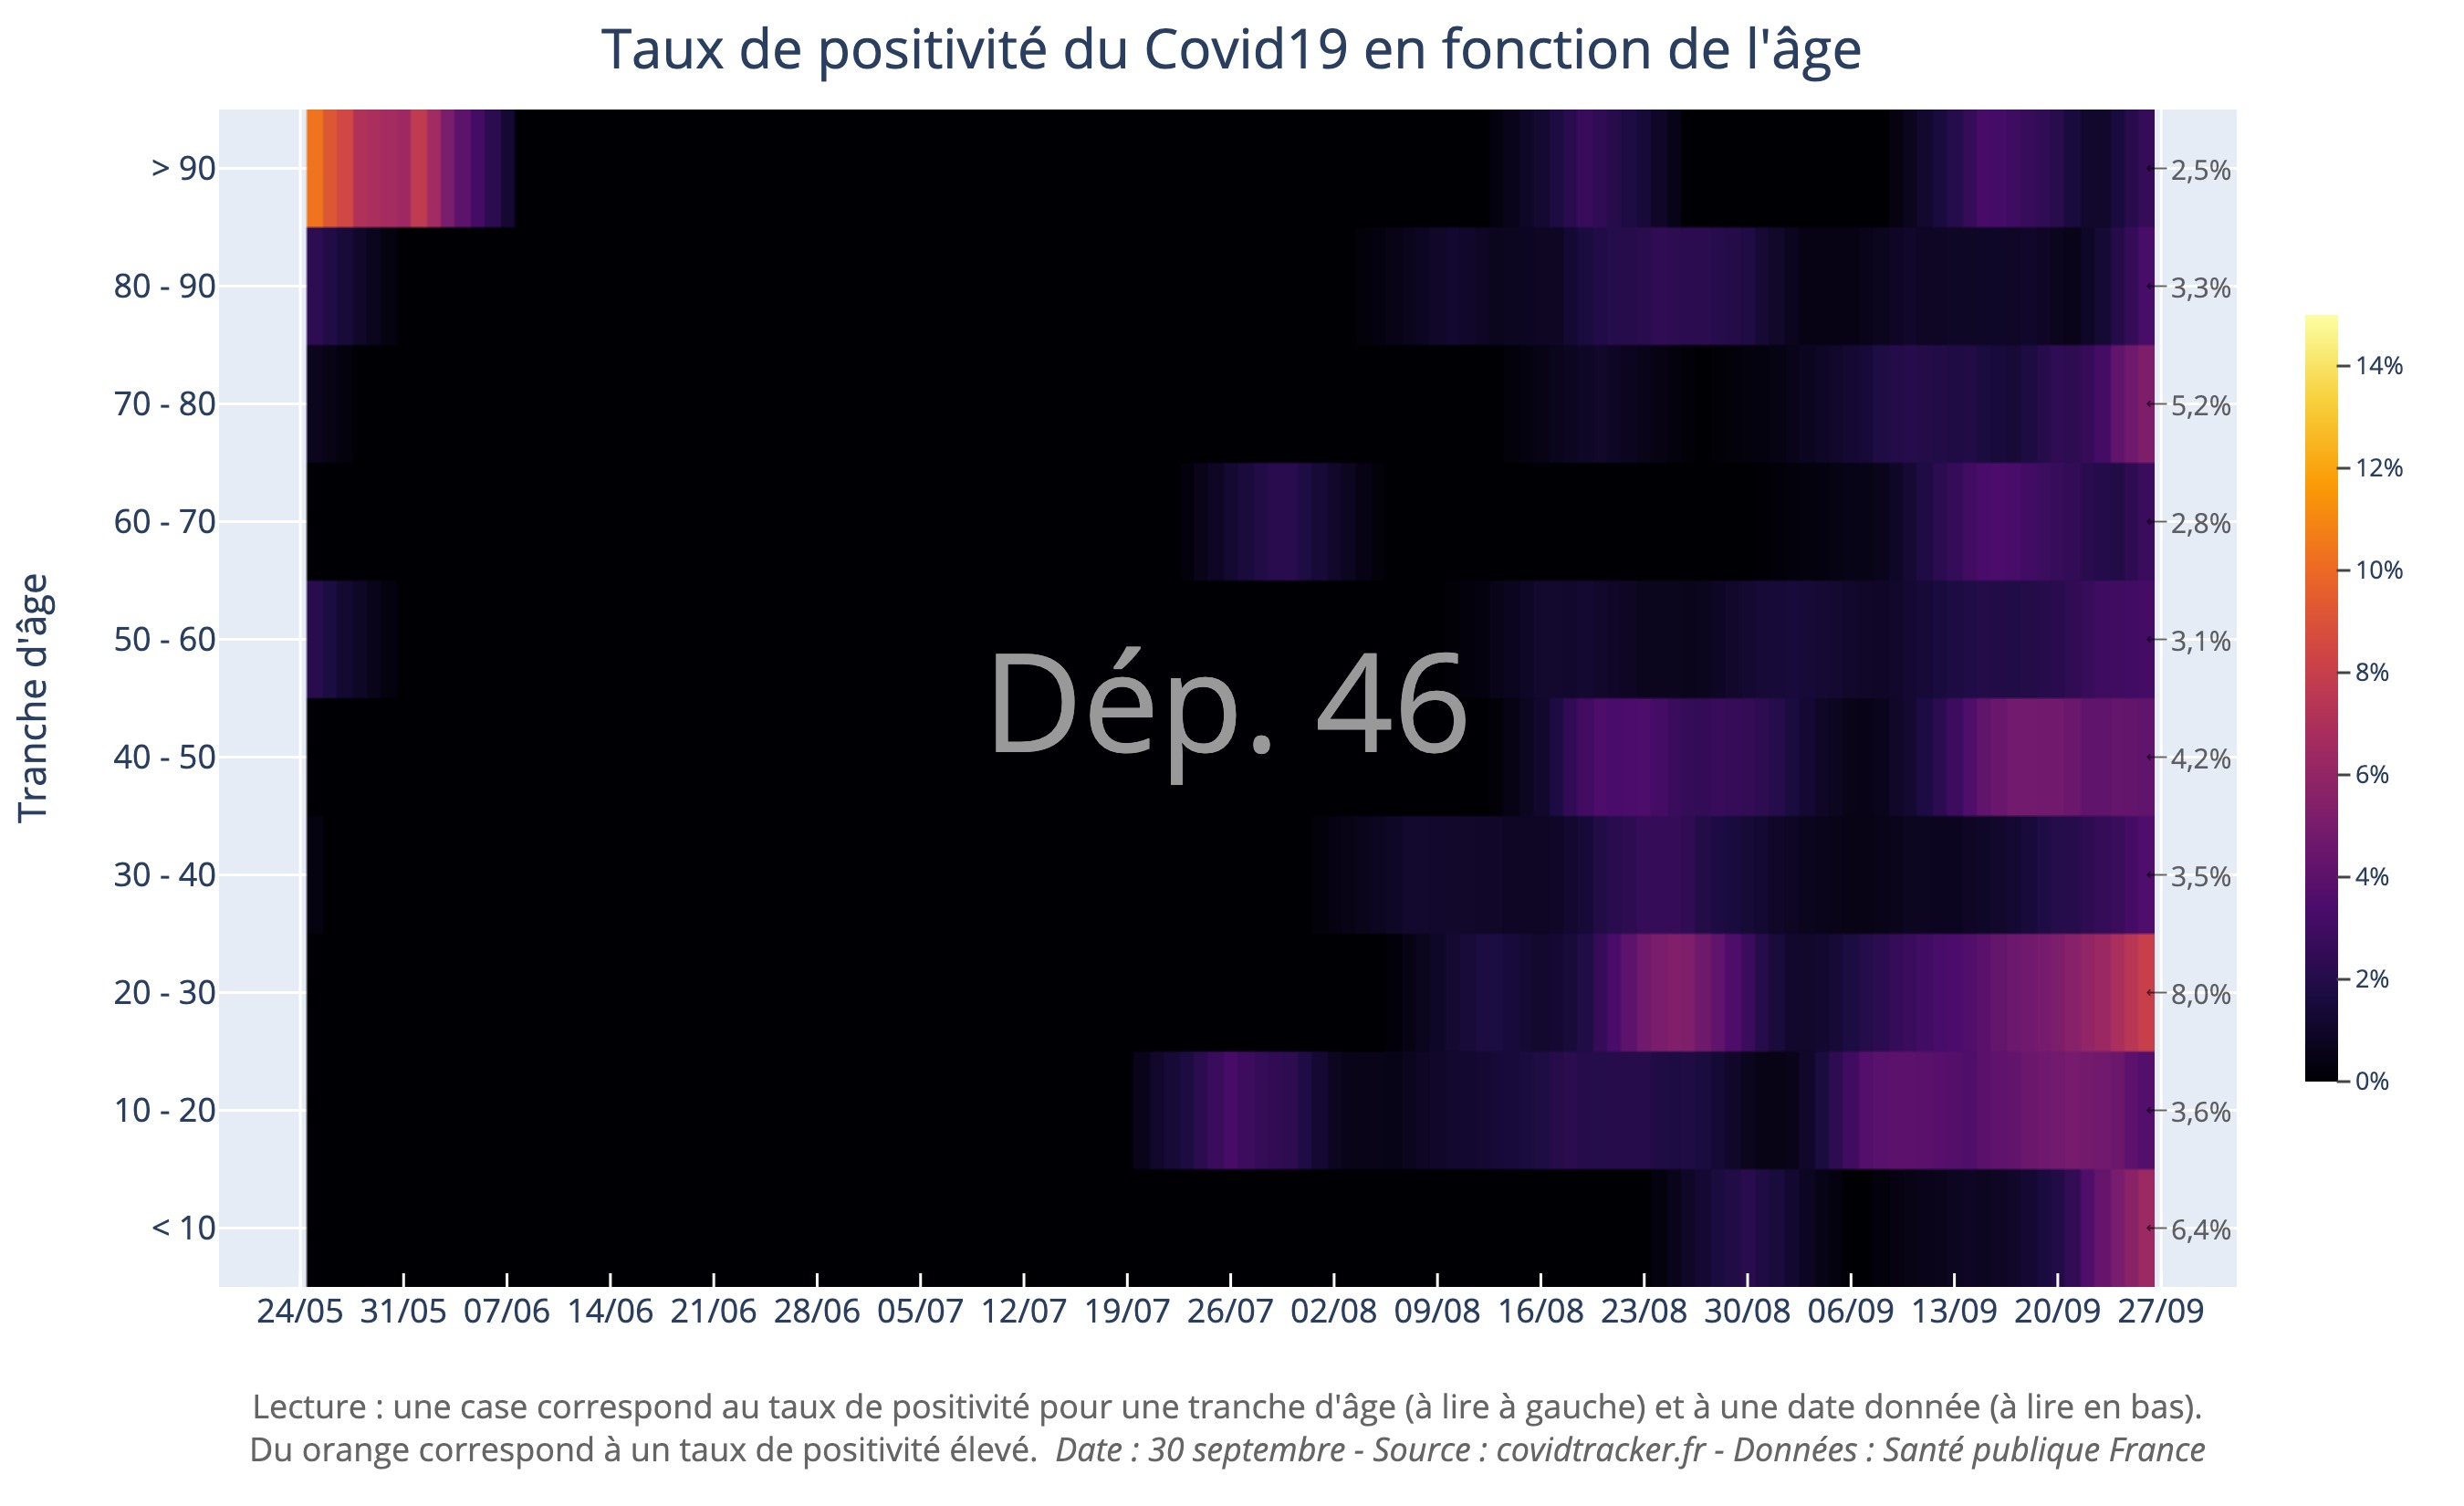 Taux de positivité du Covid19 en fonction de l'âge
Tranche d'âge
> 90
80 - 90
70 - 80
60 - 70
50 - 60
40 - 50
30 - 40
20 - 30
10 - 20
< 10
Dép. 46
2,5%
3,3%
5,2%
2,8%
3,1%
4,2%
3,5%
8,0%
3,6%
6,4%
14%
12%
10%
8%
6%
4%
2%
0%
24/05 31/05 07/06 14/06 21/06 28/06 05/07 12/07 19/07 26/07 02/08 09/08 16/08 23/08 30/08 06/09 13/09 20/09 27/09
Lecture : une case correspond au taux de positivité pour une tranche d'âge (à lire à gauche) et à une date donnée (à lire en bas).
Du orange correspond à un taux de positivité élevé. Date : 30 septembre - Source : covidtracker.fr - Données : Santé publique France